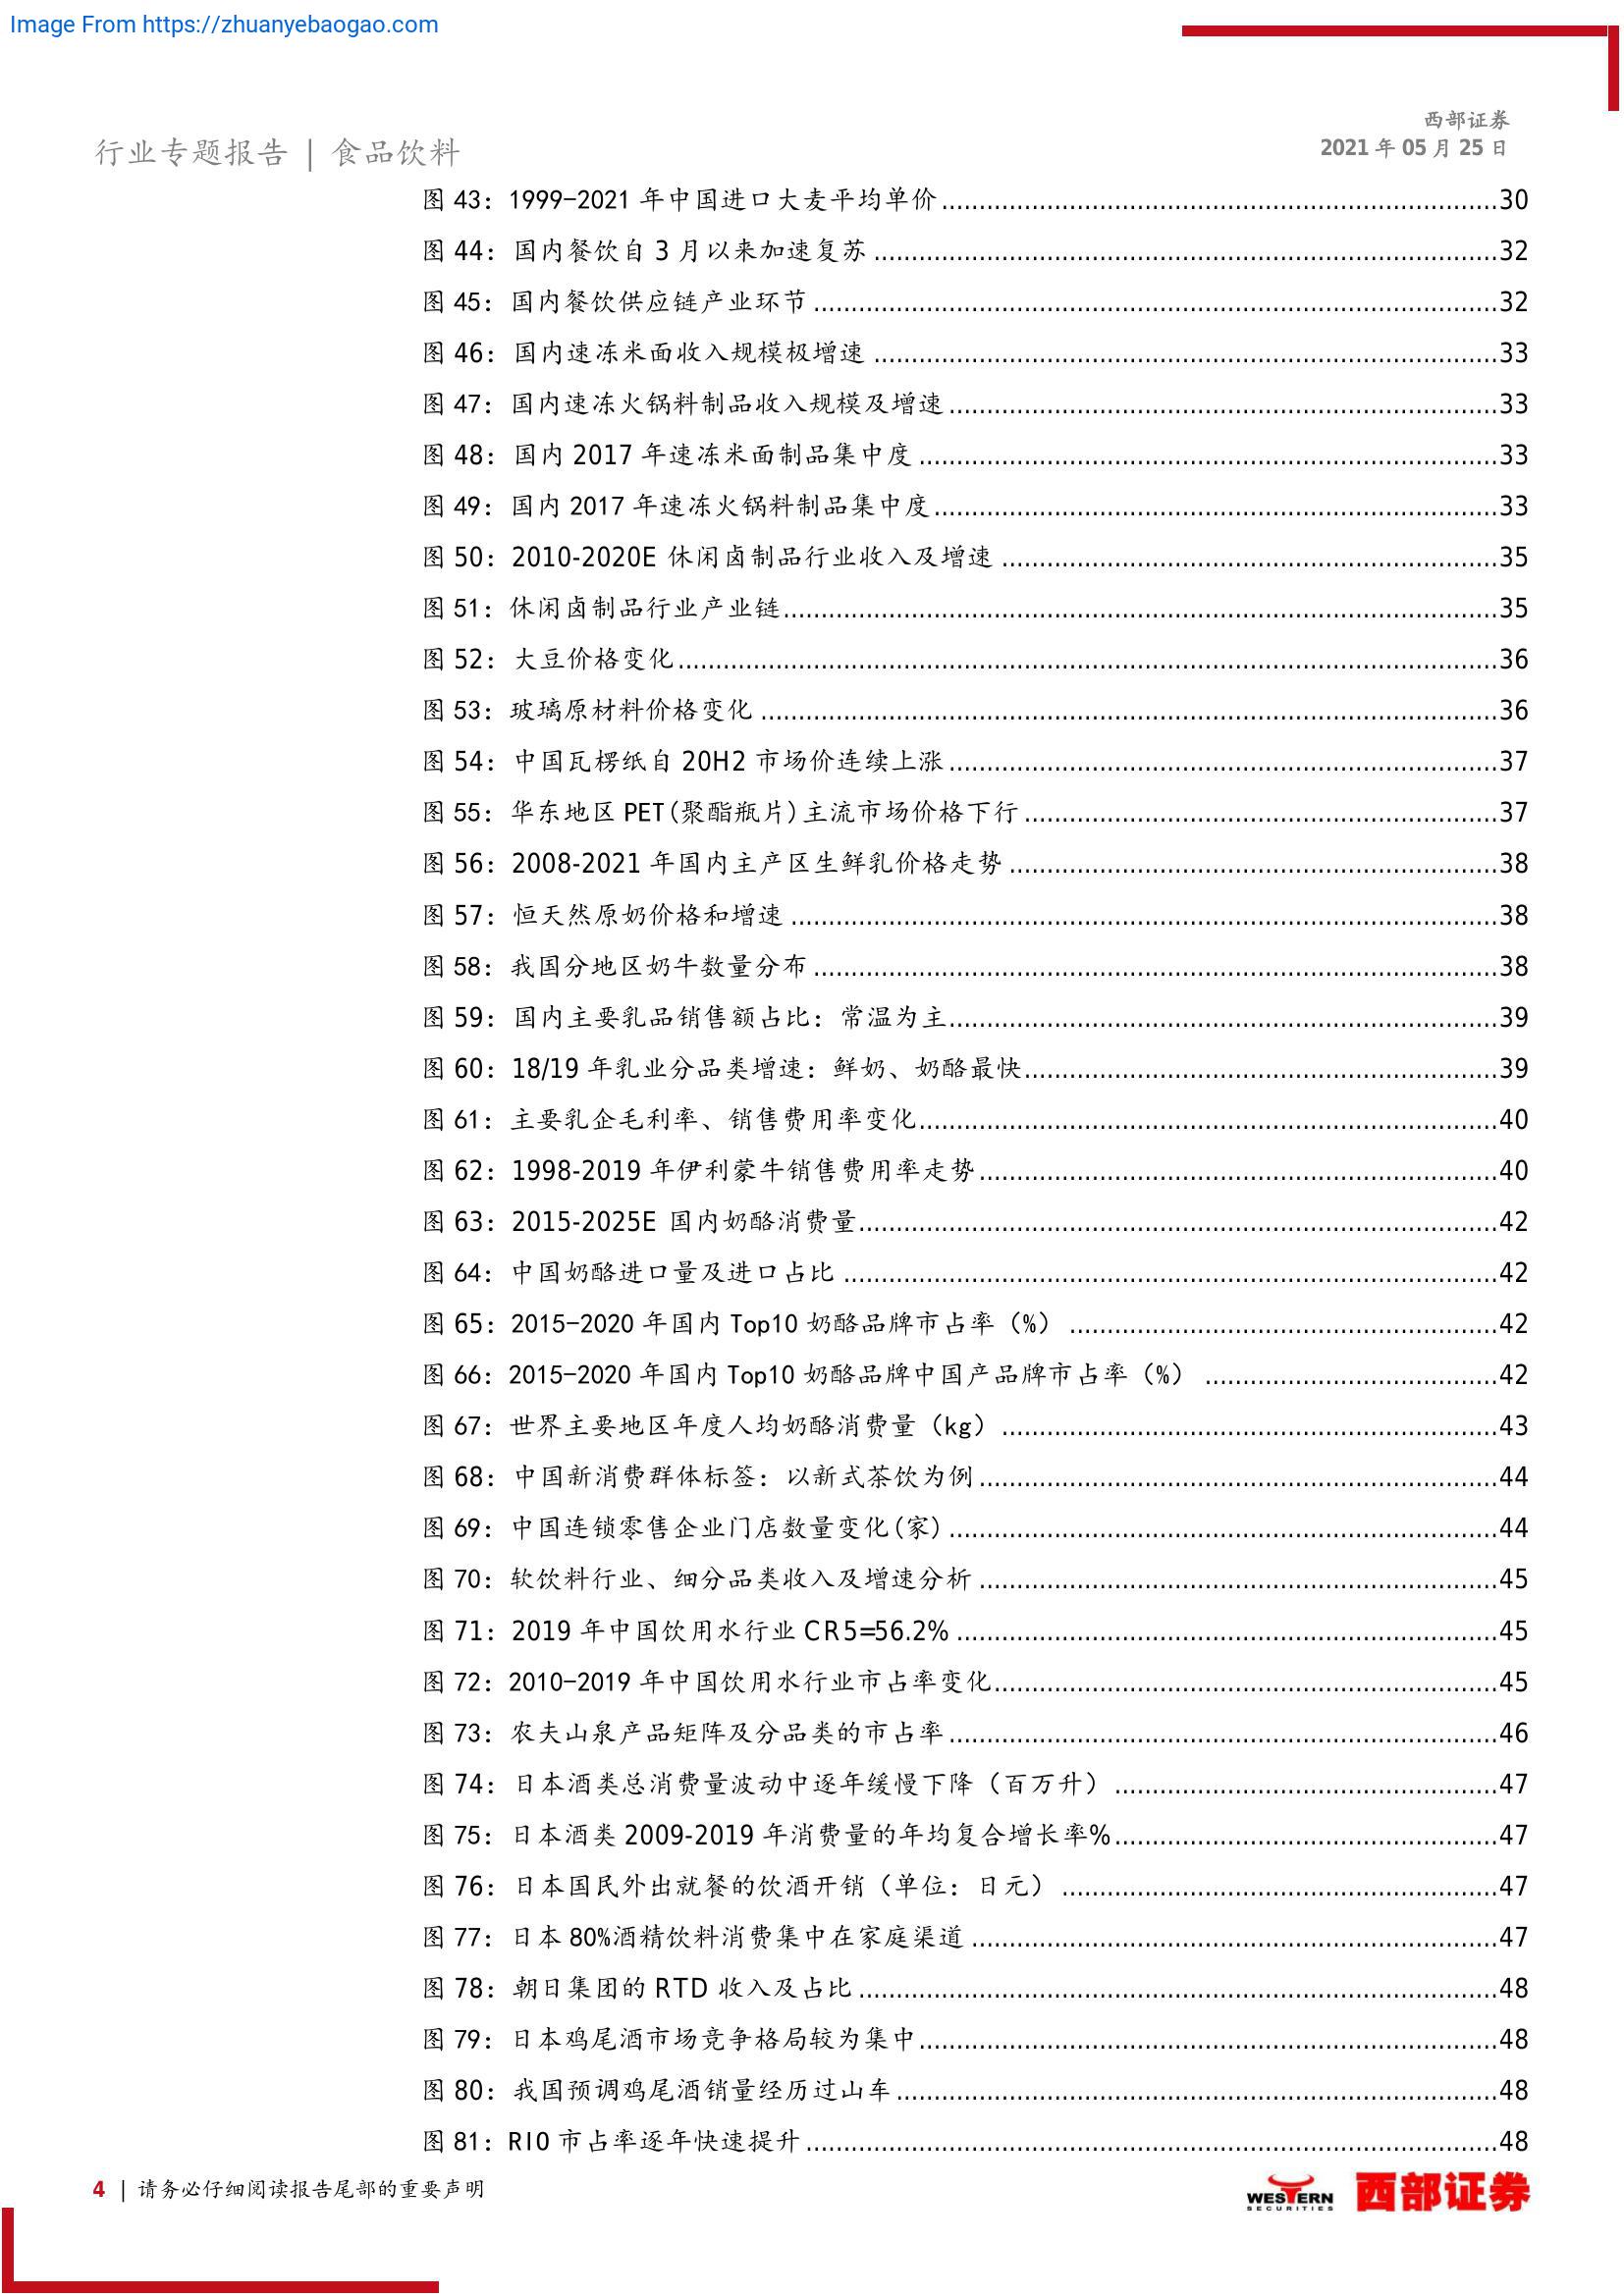 Image From https://zhuanyebaogao.com
西部证券
行业专题报告 | 食品饮料
2021 年 05 月 25 日
图 43：1999-2021 年中国进口大麦平均单价........30
图 44：国内餐饮自 3 月以来加速复苏........32
图 45：国内餐饮供应链产业环节........32
图 46：国内速冻米面收入规模极增速........33
图 47：国内速冻火锅料制品收入规模及增速........33
图 48：国内 2017 年速冻米面制品集中度........33
图 49：国内 2017 年速冻火锅料制品集中度........33
图 50：2010-2020E 休闲卤制品行业收入及增速........35
图 51：休闲卤制品行业产业链........35
图 52：大豆价格变化........36
图 53：玻璃原材料价格变化........36
图 54：中国瓦楞纸自 20H2 市场价连续上涨........37
图 55：华东地区 PET(聚酯瓶片)主流市场价格下行........37
图 56：2008-2021 年国内主产区生鲜乳价格走势........38
图 57：恒天然原奶价格和增速........38
图 58：我国分地区奶牛数量分布........38
图 59：国内主要乳品销售额占比：常温为主........39
图 60：18/19 年乳业分品类增速：鲜奶、奶酪最快........39
图 61：主要乳企毛利率、销售费用率变化........40
图 62：1998-2019 年伊利蒙牛销售费用率走势........40
图 63：2015-2025E 国内奶酪消费量........42
图 64：中国奶酪进口量及进口占比........42
图 65：2015-2020 年国内 Top10 奶酪品牌市占率（%）........42
图 66：2015-2020 年国内 Top10 奶酪品牌中国产品牌市占率（%）........42
图 67：世界主要地区年度人均奶酪消费量（kg）........43
图 68：中国新消费群体标签：以新式茶饮为例........44
图 69：中国连锁零售企业门店数量变化(家)........44
图 70：软饮料行业、细分品类收入及增速分析........45
图 71：2019 年中国饮用水行业 CR5=56.2%........45
图 72：2010-2019 年中国饮用水行业市占率变化........45
图 73：农夫山泉产品矩阵及分品类的市占率........46
图 74：日本酒类总消费量波动中逐年缓慢下降（百万升）........47
图 75：日本酒类 2009-2019 年消费量的年均复合增长率%........47
图 76：日本国民外出就餐的饮酒开销（单位：日元）........47
图 77：日本 80%酒精饮料消费集中在家庭渠道........47
图 78：朝日集团的 RTD 收入及占比........48
图 79：日本鸡尾酒市场竞争格局较为集中........48
图 80：我国预调鸡尾酒销量经历过山车........48
图 81：RIO 市占率逐年快速提升........48
4 | 请务必仔细阅读报告尾部的重要声明
WESTERN
SECURITIES
西部证券